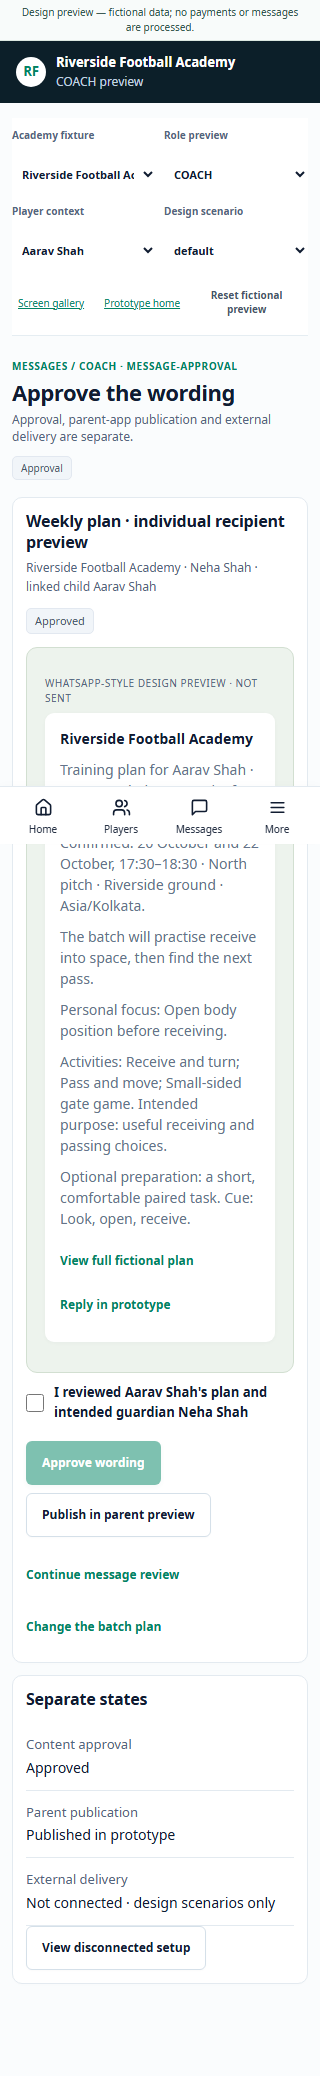 Design preview — fictional data; no payments or messages
are processed.
RF
Riverside Football Academy
COACH preview
Academy fixture
Role preview
Riverside Football Ac
COACH
Player context
Design scenario
Aarav Shah
default
Screen gallery
Prototype home
Reset fictional
preview
MESSAGES / COACH · MESSAGE-APPROVAL
Approve the wording
Approval, parent-app publication and external
delivery are separate.
Approval
Weekly plan · individual recipient
preview
Riverside Football Academy · Neha Shah ·
linked child Aarav Shah
Approved
WHATSAPP-STYLE DESIGN PREVIEW · NOT
SENT
Riverside Football Academy
Training plan for Aarav Shah ·
Home
Players
Messages
More
Confirmed: 20 October and 22
October, 17:30–18:30 · North
pitch · Riverside ground ·
Asia/Kolkata.
The batch will practise receive
into space, then find the next
pass.
Personal focus: Open body
position before receiving.
Activities: Receive and turn;
Pass and move; Small-sided
gate game. Intended
purpose: useful receiving and
passing choices.
Optional preparation: a short,
comfortable paired task. Cue:
Look, open, receive.
View full fictional plan
Reply in prototype
I reviewed Aarav Shah's plan and
intended guardian Neha Shah
Approve wording
Publish in parent preview
Continue message review
Change the batch plan
Separate states
Content approval
Approved
Parent publication
Published in prototype
External delivery
Not connected · design scenarios only
View disconnected setup